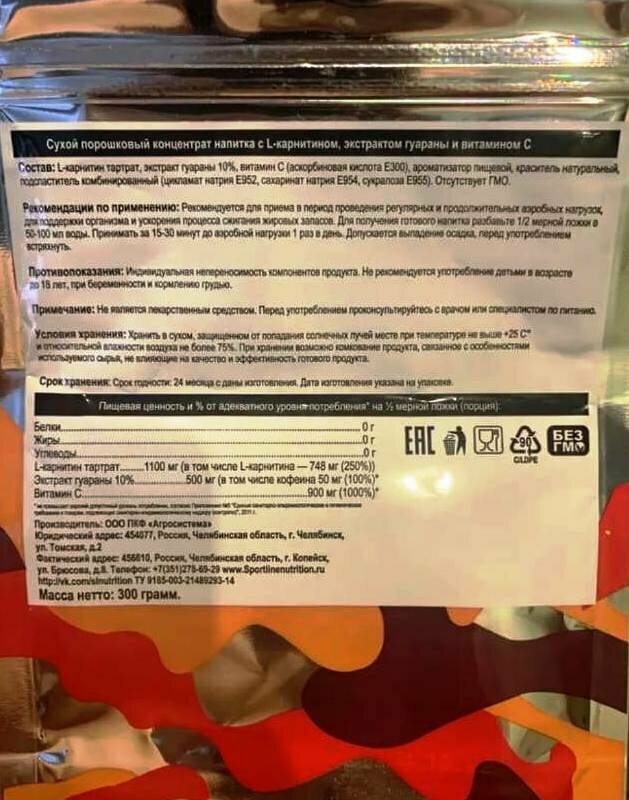 Сухой порошковый концентрат напитка с L-карнитином, экстрактом гуараны и витамином С
Состав: L-карнитин тартрат, экстракт гуараны 10%, витамин С (аскорбиновая кислота Е300), ароматизатор пищевой, краситель натуральный,
подсластитель комбинированный (цикламат натрия Е952, сахаринат натрия Е954, сукралоза Е955). Отсутствует ГМО.
Рекомендации по применению: Рекомендуется для приема в период проведения регулярных и продолжительных аэробных нагрузок,
для поддержки организма и ускорения процесса сжигания жировых запасов. Для получения готового напитка разбавьте 1/2 мерной ложки в
50-100 мл воды. Принимать за 15-30 минут до аэробной нагрузки 1 раз в день. Допускается выпадение осадка, перед употреблением
встряхнуть.
Противопоказания: Индивидуальная непереносимость компонентов продукта. Не рекомендуется употребление детьми в возрасте
до 18 лет, при беременности и кормлении грудью.
Примечание: Не является лекарственным средством. Перед употреблением проконсультируйтесь с врачом или специалистом по питанию.
Условия хранения: Хранить в сухом, защищенном от попадания солнечных лучей месте при температуре не выше +25 С°
и относительной влажности воздуха не более 75%. При хранении возможно комкование продукта, связанное с особенностями
используемого сырья, не влияющие на качество и эффективность готового продукта.
Срок хранения: Срок годности: 24 месяца с даны изготовления. Дата изготовления указана на упаковке.
Пищевая ценность и % от адекватного уровня потребления* на ½ мерной ложки (порция):
Белки 0 г
Жиры 0 г
Углеводы 0 г
L-карнитин тартрат 1100 мг (в том числе L-карнитина — 748 мг (250%))
Экстракт гуараны 10% 500 мг (в том числе кофеина 50 мг (100%)*
Витамин С 900 мг (1000%)*
EAC
90
C/LDPE
БЕЗ
ГМО
Производитель: ООО ПКФ «Агросистема»
Юридический адрес: 454077, Россия, Челябинская область, г. Челябинск,
ул. Томская, д.2
Фактический адрес: 456610, Россия, Челябинская область, г. Копейск,
ул. Брюсова, д.8. Телефон: +7(351)278-69-29 www.Sportlinenutrition.ru
http://vk.com/slnutrition ТУ 9185-003-21489293-14
Масса нетто: 300 грамм.